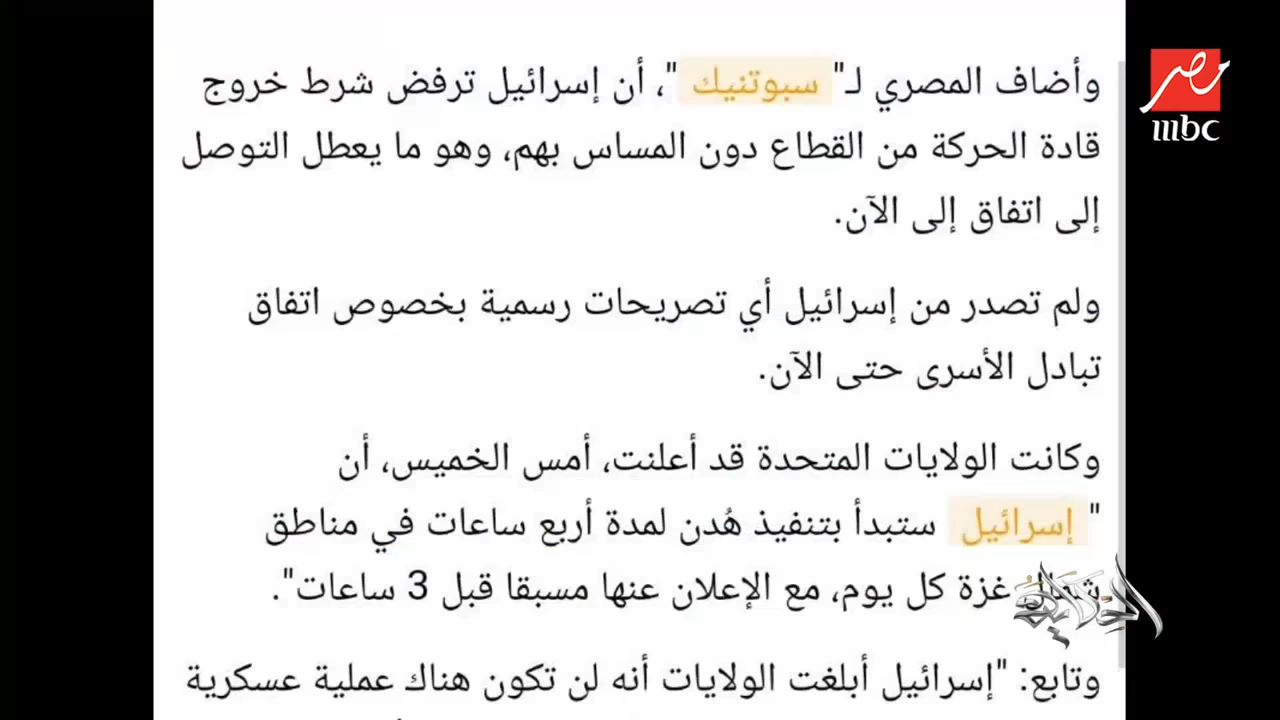 وأضاف المصري لـ"سبوتنيك"، أن إسرائيل ترفض شرط خروج
قادة الحركة من القطاع دون المساس بهم، وهو ما يعطل التوصل
إلى اتفاق إلى الآن.
ولم تصدر من إسرائيل أي تصريحات رسمية بخصوص اتفاق
تبادل الأسرى حتى الآن.
وكانت الولايات المتحدة قد أعلنت، أمس الخميس، أن
"إسرائيل ستبدأ بتنفيذ هُدن لمدة أربع ساعات في مناطق
شمال غزة كل يوم، مع الإعلان عنها مسبقا قبل 3 ساعات".
وتابع: "إسرائيل أبلغت الولايات أنه لن تكون هناك عملية عسكرية
مصر
mbc
الحكاية